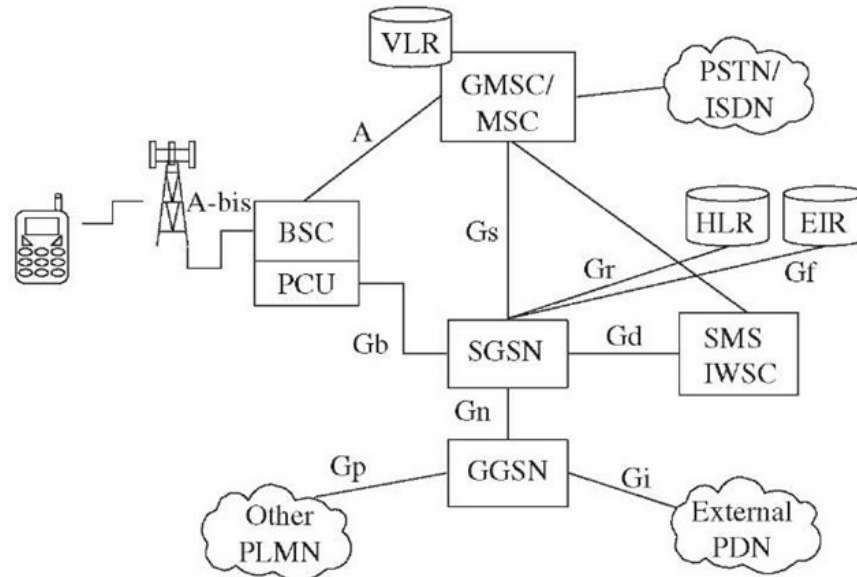 VLR
GMSC/
MSC
PSTN/
ISDN
A
A-bis
BSC
PCU
HLR
EIR
Gs
Gr
Gf
Gb
SGSN
Gd
SMS
IWSC
Gn
Gp
GGSN
Gi
Other
PLMN
External
PDN